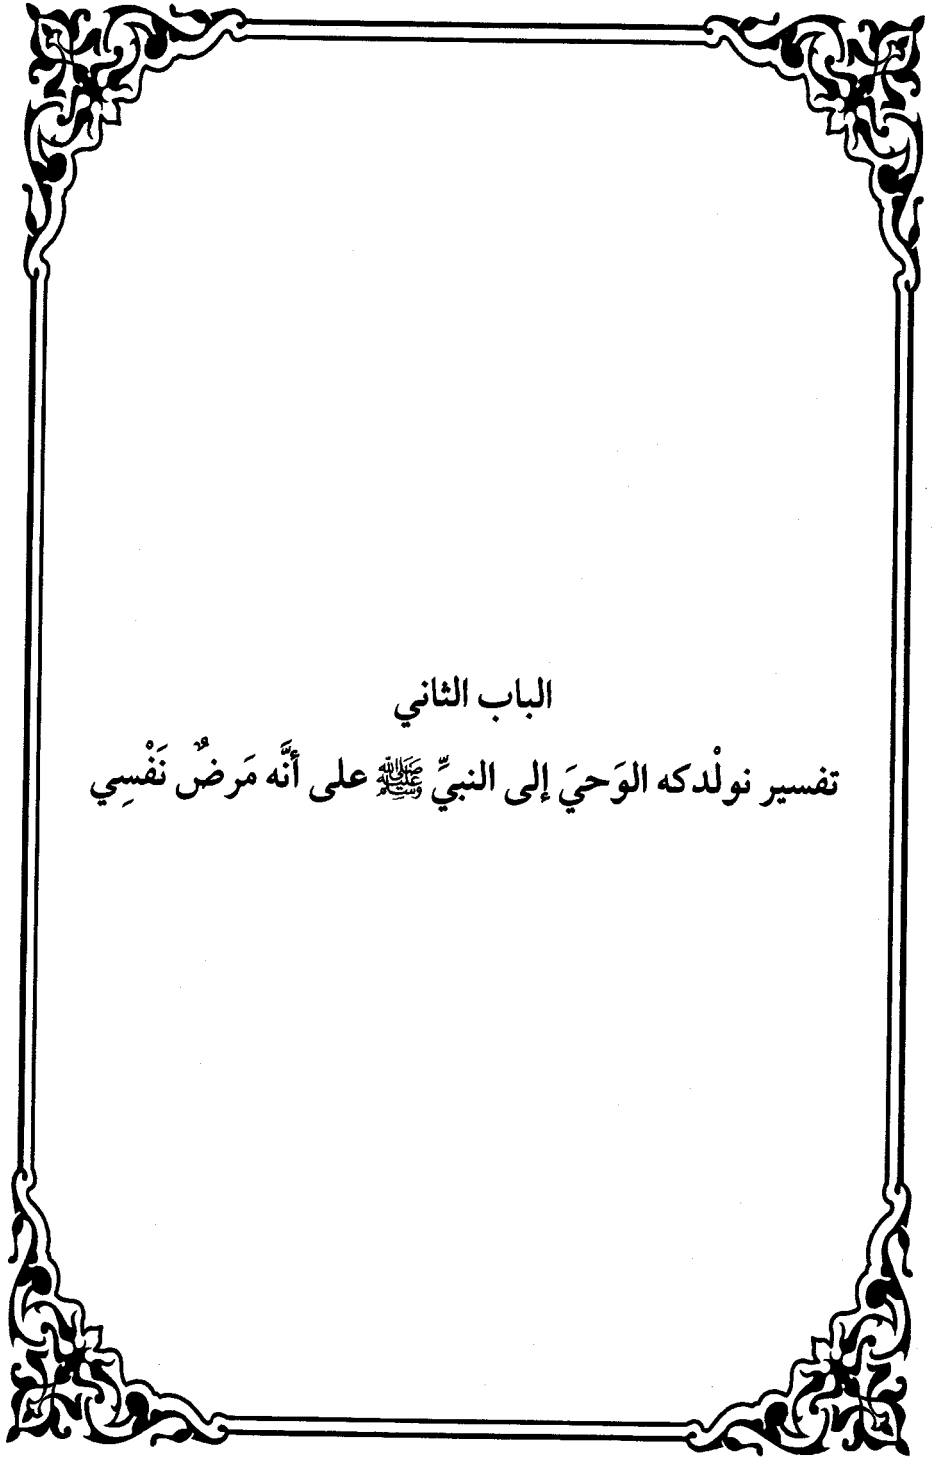 الباب الثاني
تفسير نولْدكه الوَحيَ إلى النبيِّ ﷺ على أنَّه مَرضٌ نَفْسِي